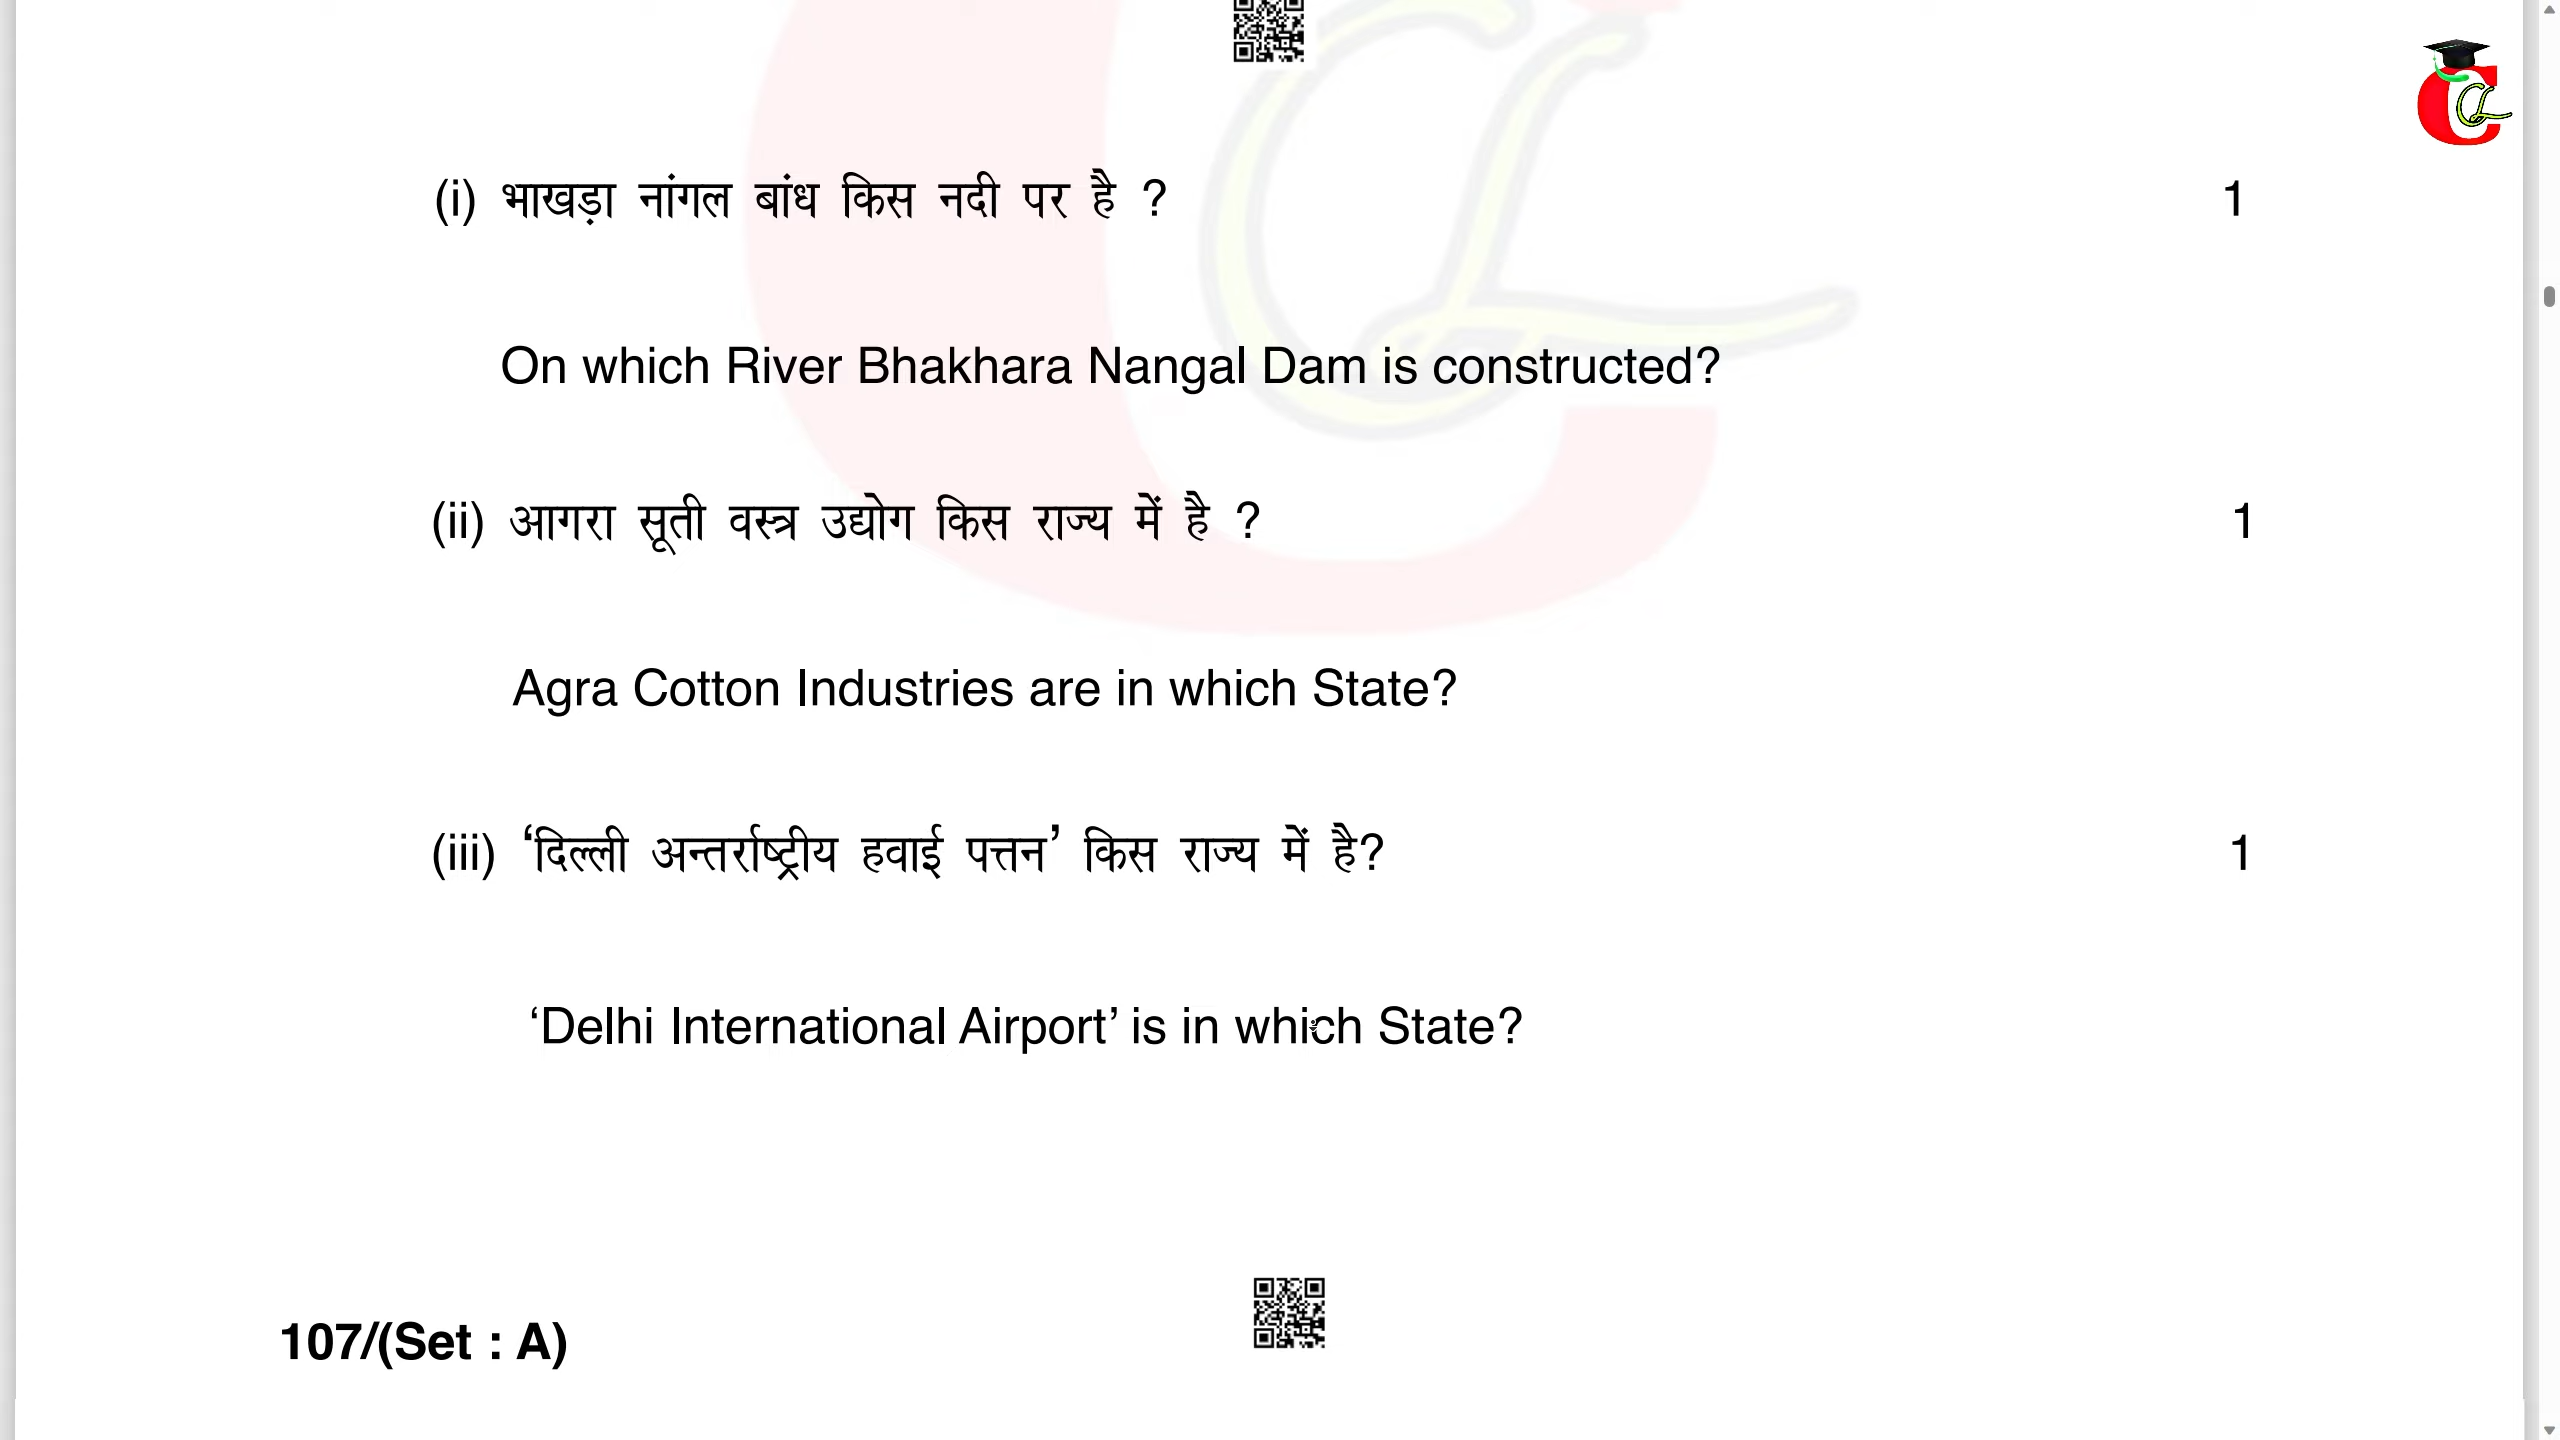 (i) भाखड़ा नांगल बांध किस नदी पर है ? 1
On which River Bhakhara Nangal Dam is constructed?
(ii) आगरा सूती वस्त्र उद्योग किस राज्य में है ? 1
Agra Cotton Industries are in which State?
(iii) ‘दिल्ली अन्तर्राष्ट्रीय हवाई पत्तन’ किस राज्य में है? 1
‘Delhi International Airport’ is in which State?
107/(Set : A)